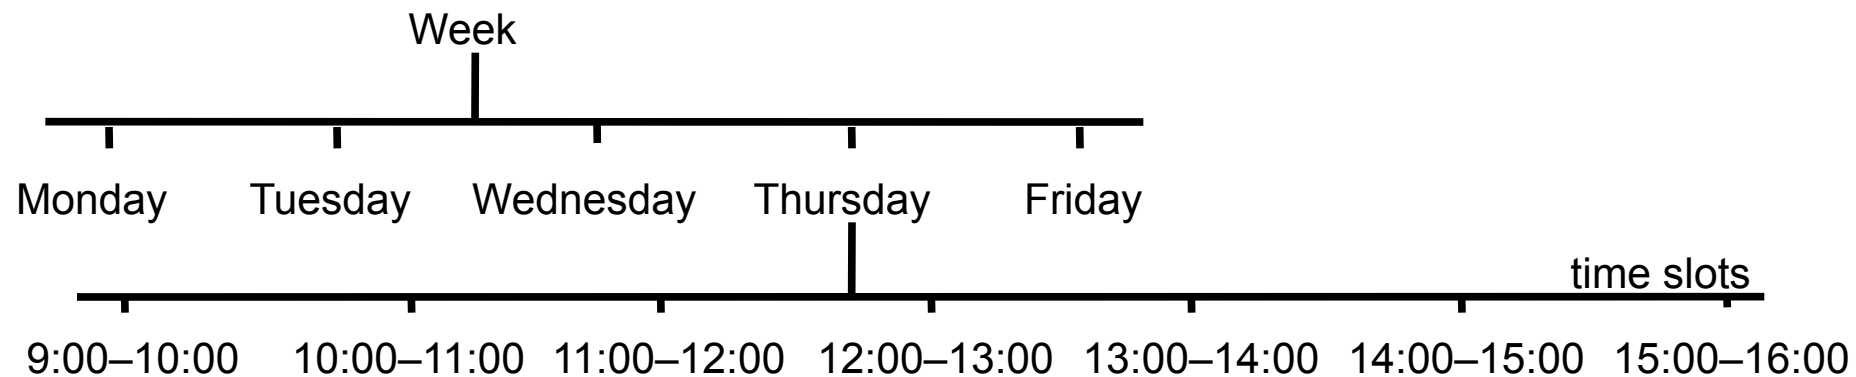 Week
Monday Tuesday Wednesday Thursday Friday
time slots
9:00–10:00 10:00–11:00 11:00–12:00 12:00–13:00 13:00–14:00 14:00–15:00 15:00–16:00